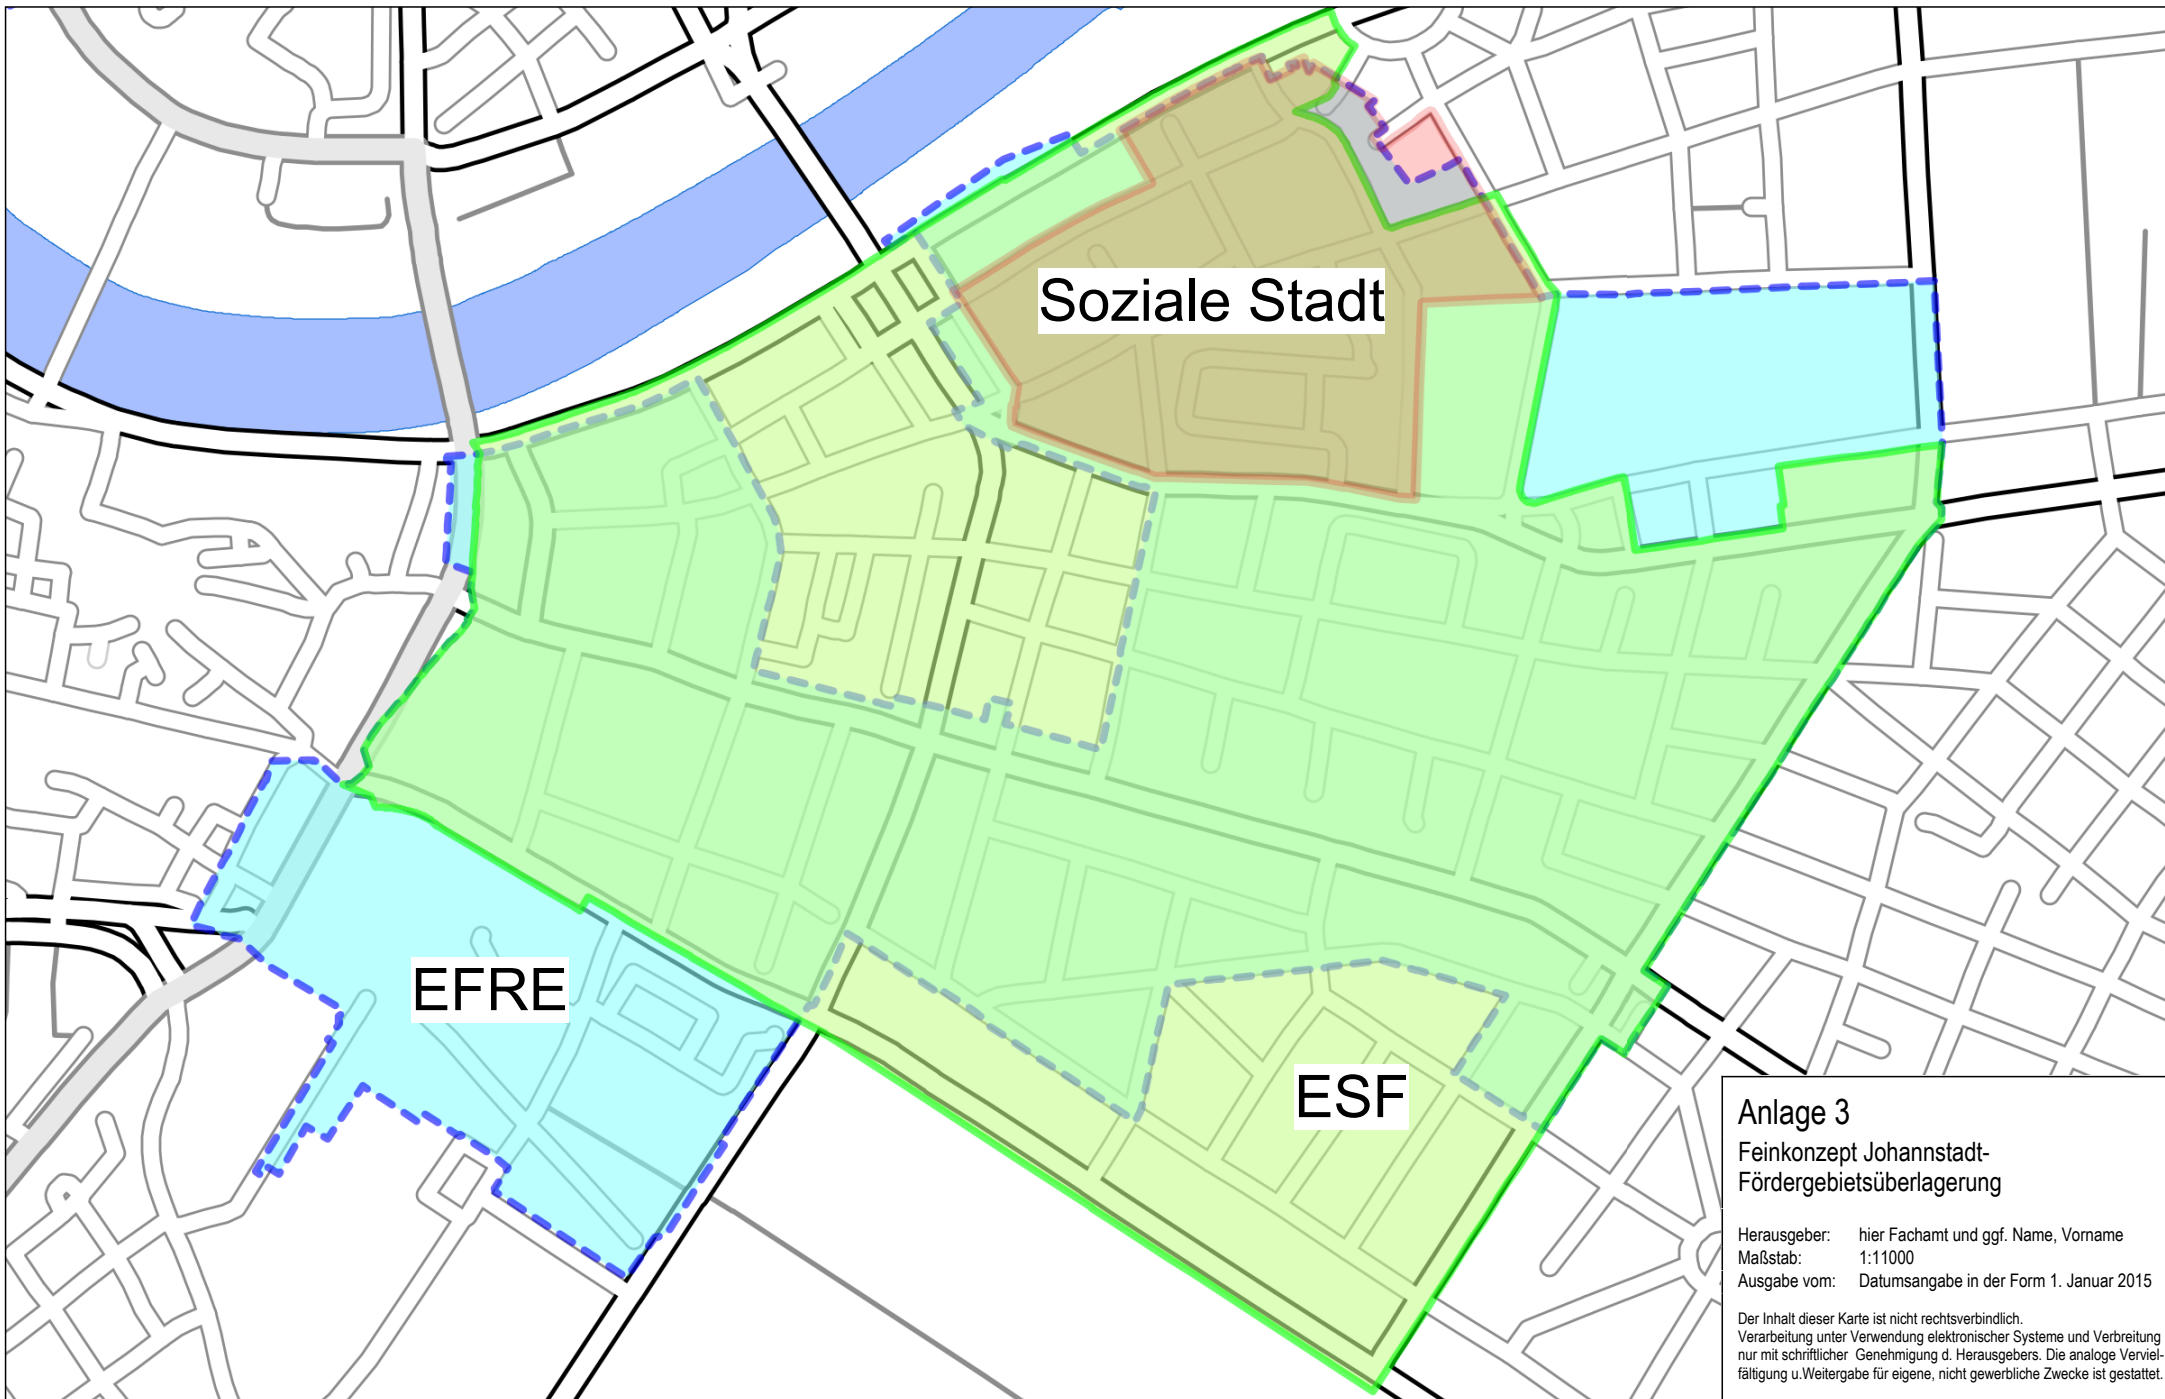 Soziale Stadt
EFRE
ESF
Anlage 3
Feinkonzept Johannstadt-
Fördergebietsüberlagerung
Herausgeber: hier Fachamt und ggf. Name, Vorname
Maßstab: 1:11000
Ausgabe vom: Datumsangabe in der Form 1. Januar 2015
Der Inhalt dieser Karte ist nicht rechtsverbindlich.
Verarbeitung unter Verwendung elektronischer Systeme und Verbreitung
nur mit schriftlicher Genehmigung d. Herausgebers. Die analoge Verviel-
fältigung u.Weitergabe für eigene, nicht gewerbliche Zwecke ist gestattet.